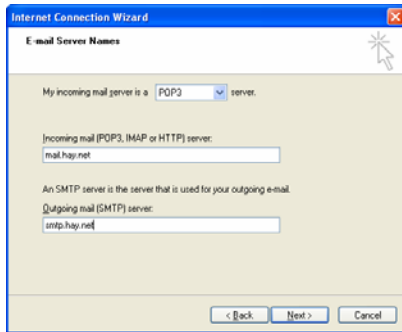 Internet Connection Wizard
E-mail Server Names
My incoming mail server is a POP3 server.
Incoming mail (POP3, IMAP or HTTP) server:
mail.hay.net
An SMTP server is the server that is used for your outgoing e-mail.
Outgoing mail (SMTP) server:
smtp.hay.net
< Back Next > Cancel